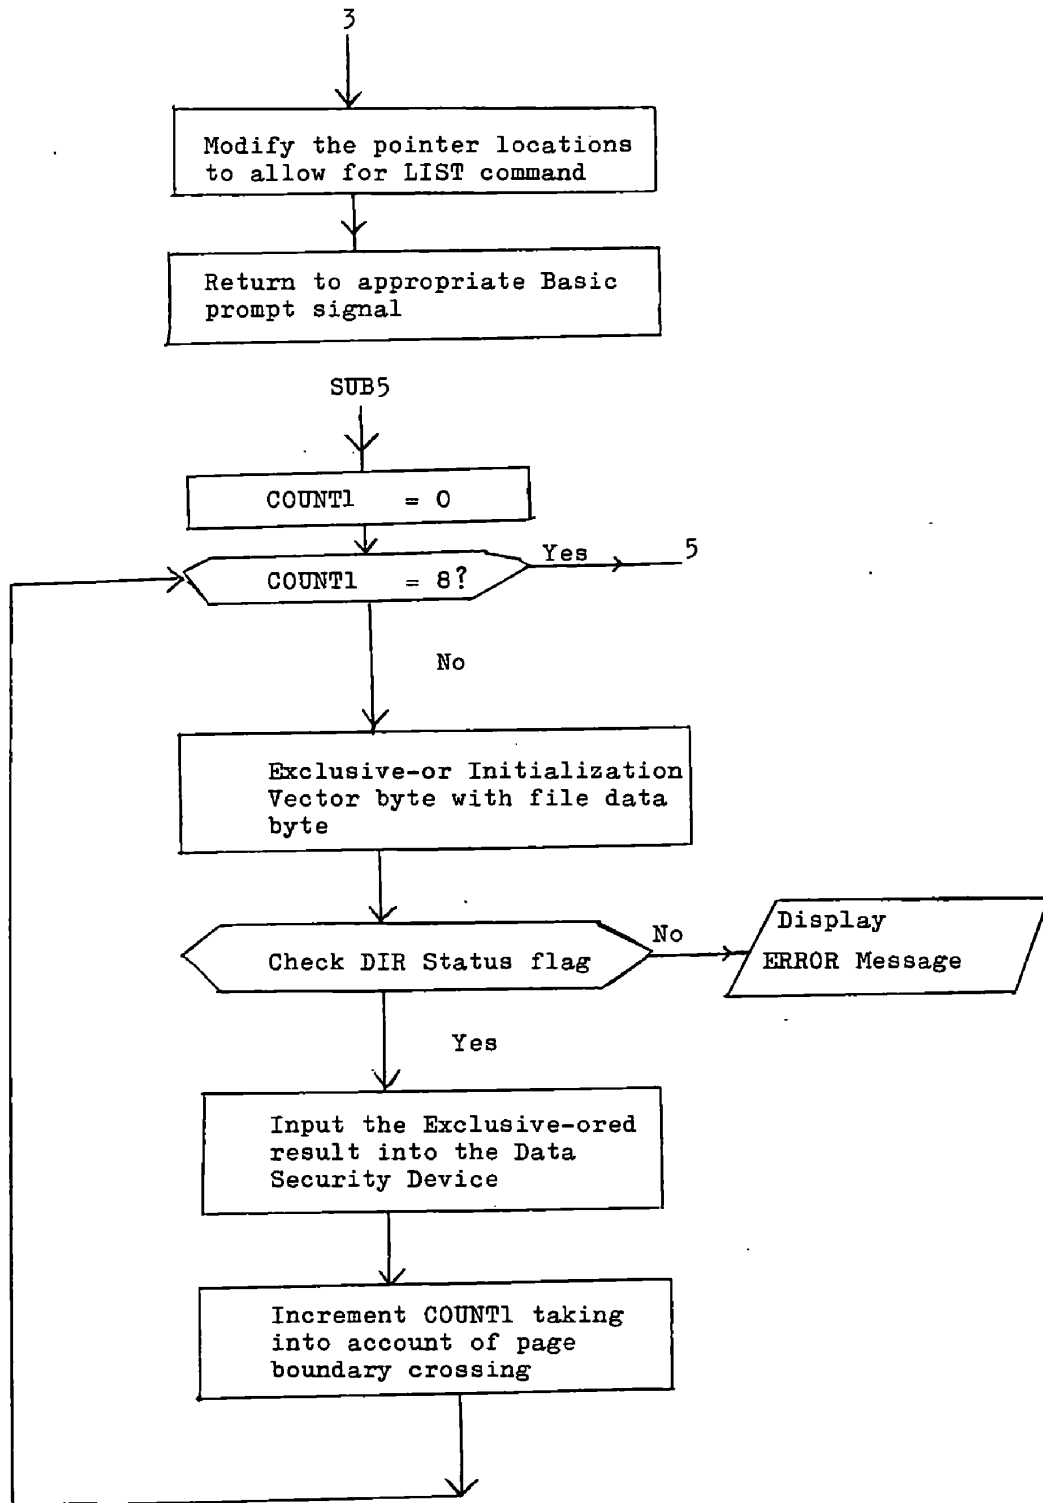 3
Modify the pointer locations
to allow for LIST command
Return to appropriate Basic
prompt signal
SUB5
COUNT1 = 0
COUNT1 = 8?
Yes
5
No
Exclusive-or Initialization
Vector byte with file data
byte
Check DIR Status flag
No
Display
ERROR Message
Yes
Input the Exclusive-ored
result into the Data
Security Device
Increment COUNT1 taking
into account of page
boundary crossing